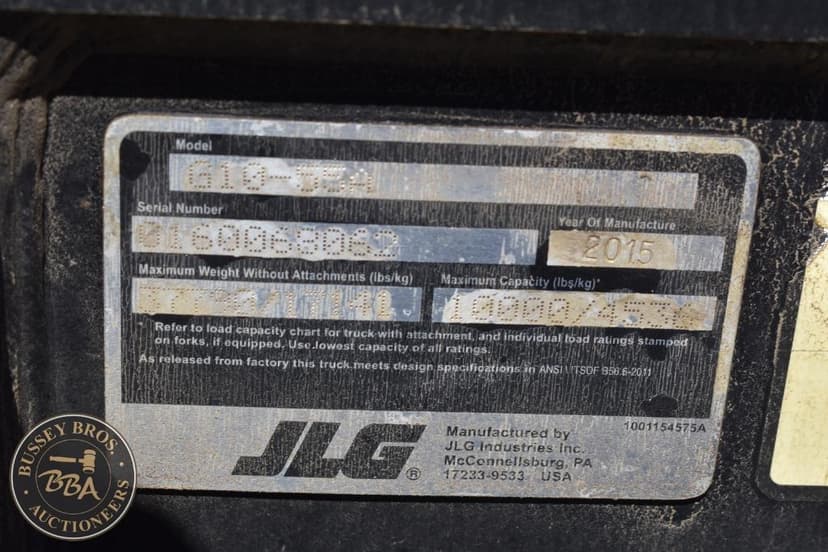 Model
G10-55A
Serial Number
Year Of Manufacture
0160068062
2015
Maximum Weight Without Attachments (lbs/kg)
Maximum Capacity (lbs/kg)*
10000/4536
* Refer to load capacity chart for truck with attachment, and individual load ratings stamped
on forks, if equipped. Use lowest capacity of all ratings.
As released from factory this truck meets design specifications in ANSI / ITSDF B56.6-2011
JLG®
Manufactured by
JLG Industries Inc.
McConnellsburg, PA
17233-9533 USA
1001154575A
BUSSEY BROS.
BBA
AUCTIONEERS